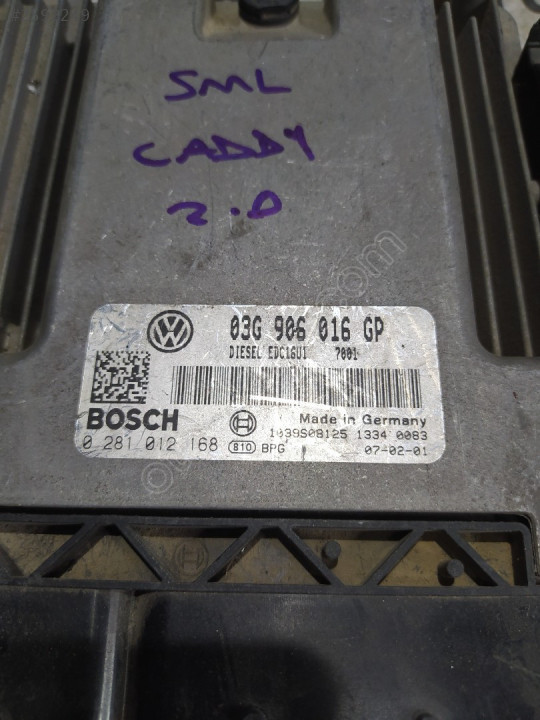 SML
CADDY
2.0
03G 906 016 GP
DIESEL EDC16U1 7001
BOSCH
Made in Germany
1039S08125 1334 0083
0 281 012 168 810 BPG 07-02-01